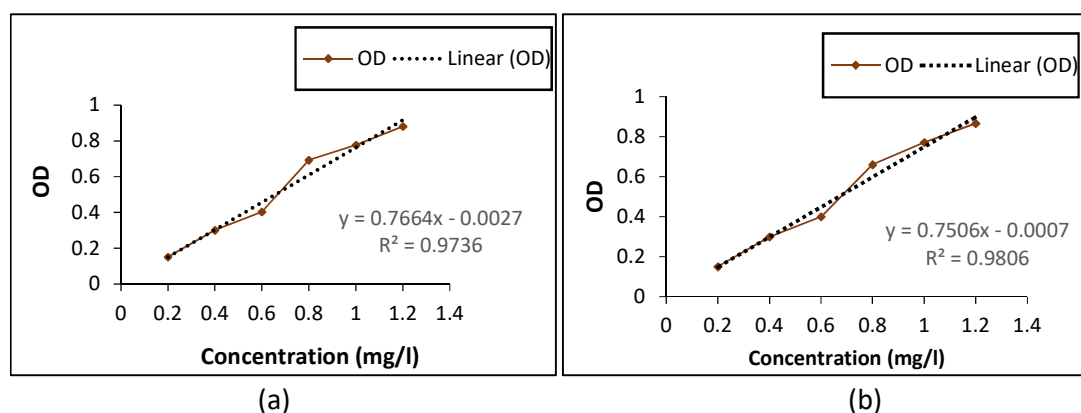 OD Linear (OD)
1
0.8
0.6
0.4
0.2
0
OD
y = 0.7664x - 0.0027
R² = 0.9736
0 0.2 0.4 0.6 0.8 1 1.2 1.4
Concentration (mg/l)
(a)
OD Linear (OD)
1
0.8
0.6
0.4
0.2
0
OD
y = 0.7506x - 0.0007
R² = 0.9806
0 0.2 0.4 0.6 0.8 1 1.2 1.4
Concentration (mg/l)
(b)